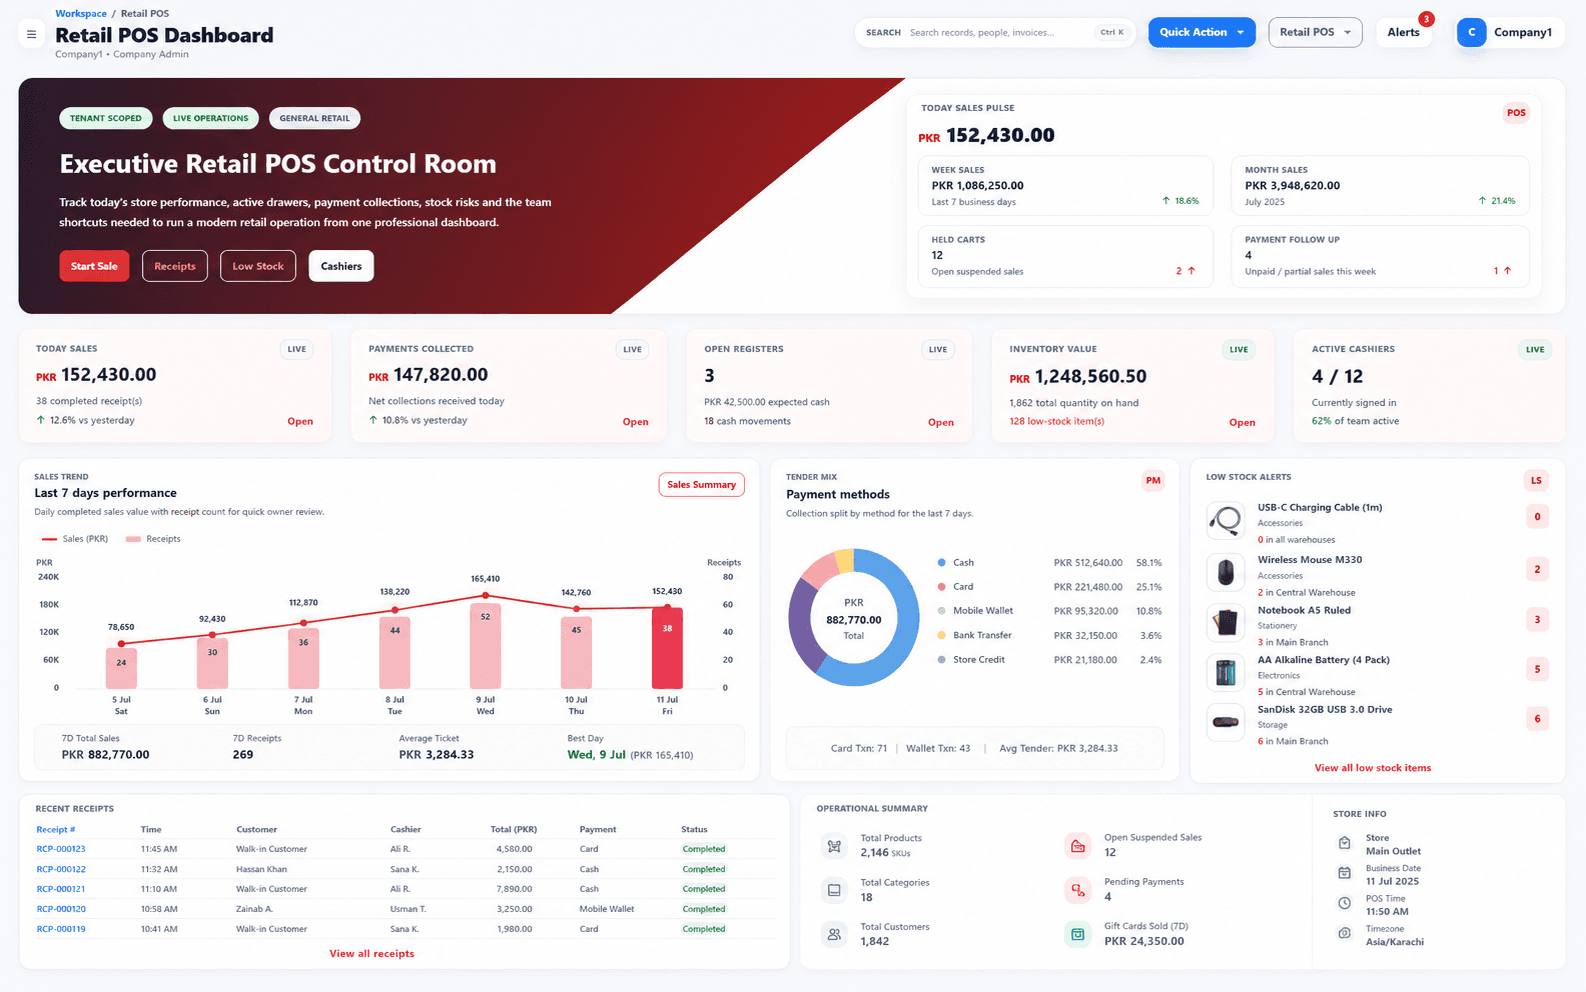 Workspace / Retail POS
Retail POS Dashboard
Company1 • Company Admin
SEARCH Search records, people, invoices... Ctrl K
Quick Action
Retail POS
Alerts
3
C
Company1
TENANT SCOPED
LIVE OPERATIONS
GENERAL RETAIL
Executive Retail POS Control Room
Track today's store performance, active drawers, payment collections, stock risks and the team
shortcuts needed to run a modern retail operation from one professional dashboard.
Start Sale
Receipts
Low Stock
Cashiers
TODAY SALES PULSE
POS
PKR 152,430.00
WEEK SALES
PKR 1,086,250.00
Last 7 business days
↑ 18.6%
MONTH SALES
PKR 3,948,620.00
July 2025
↑ 21.4%
HELD CARTS
12
Open suspended sales
2 ↑
PAYMENT FOLLOW UP
4
Unpaid / partial sales this week
1 ↑
TODAY SALES
LIVE
PKR 152,430.00
38 completed receipt(s)
↑ 12.6% vs yesterday
Open
PAYMENTS COLLECTED
LIVE
PKR 147,820.00
Net collections received today
↑ 10.8% vs yesterday
Open
OPEN REGISTERS
LIVE
3
PKR 42,500.00 expected cash
18 cash movements
Open
INVENTORY VALUE
LIVE
PKR 1,248,560.50
1,862 total quantity on hand
128 low-stock item(s)
Open
ACTIVE CASHIERS
LIVE
4 / 12
Currently signed in
62% of team active
SALES TREND
Last 7 days performance
Daily completed sales value with receipt count for quick owner review.
Sales Summary
Sales (PKR)
Receipts
PKR
Receipts
240K
180K
120K
60K
0
80
60
40
20
0
78,650
92,430
112,870
138,220
165,410
142,760
152,430
24
30
36
44
52
45
38
5 Jul
Sat
6 Jul
Sun
7 Jul
Mon
8 Jul
Tue
9 Jul
Wed
10 Jul
Thu
11 Jul
Fri
7D Total Sales
PKR 882,770.00
7D Receipts
269
Average Ticket
PKR 3,284.33
Best Day
Wed, 9 Jul (PKR 165,410)
TENDER MIX
Payment methods
Collection split by method for the last 7 days.
PM
PKR
882,770.00
Total
Cash PKR 512,640.00 58.1%
Card PKR 221,480.00 25.1%
Mobile Wallet PKR 95,320.00 10.8%
Bank Transfer PKR 32,150.00 3.6%
Store Credit PKR 21,180.00 2.4%
Card Txn: 71 | Wallet Txn: 43 | Avg Tender: PKR 3,284.33
LOW STOCK ALERTS
LS
USB-C Charging Cable (1m)
Accessories
0 in all warehouses
0
Wireless Mouse M330
Accessories
2 in Central Warehouse
2
Notebook A5 Ruled
Stationery
3 in Main Branch
3
AA Alkaline Battery (4 Pack)
Electronics
5 in Central Warehouse
5
SanDisk 32GB USB 3.0 Drive
Storage
6 in Main Branch
6
View all low stock items
RECENT RECEIPTS
Receipt # Time Customer Cashier Total (PKR) Payment Status
RCP-000123 11:45 AM Walk-in Customer Ali R. 4,580.00 Card Completed
RCP-000122 11:32 AM Hassan Khan Sana K. 2,150.00 Cash Completed
RCP-000121 11:10 AM Walk-in Customer Ali R. 7,890.00 Cash Completed
RCP-000120 10:58 AM Zainab A. Usman T. 3,250.00 Mobile Wallet Completed
RCP-000119 10:41 AM Walk-in Customer Sana K. 1,980.00 Card Completed
View all receipts
OPERATIONAL SUMMARY
Total Products
2,146 SKUs
Total Categories
18
Total Customers
1,842
Open Suspended Sales
12
Pending Payments
4
Gift Cards Sold (7D)
PKR 24,350.00
STORE INFO
Store
Main Outlet
Business Date
11 Jul 2025
POS Time
11:50 AM
Timezone
Asia/Karachi